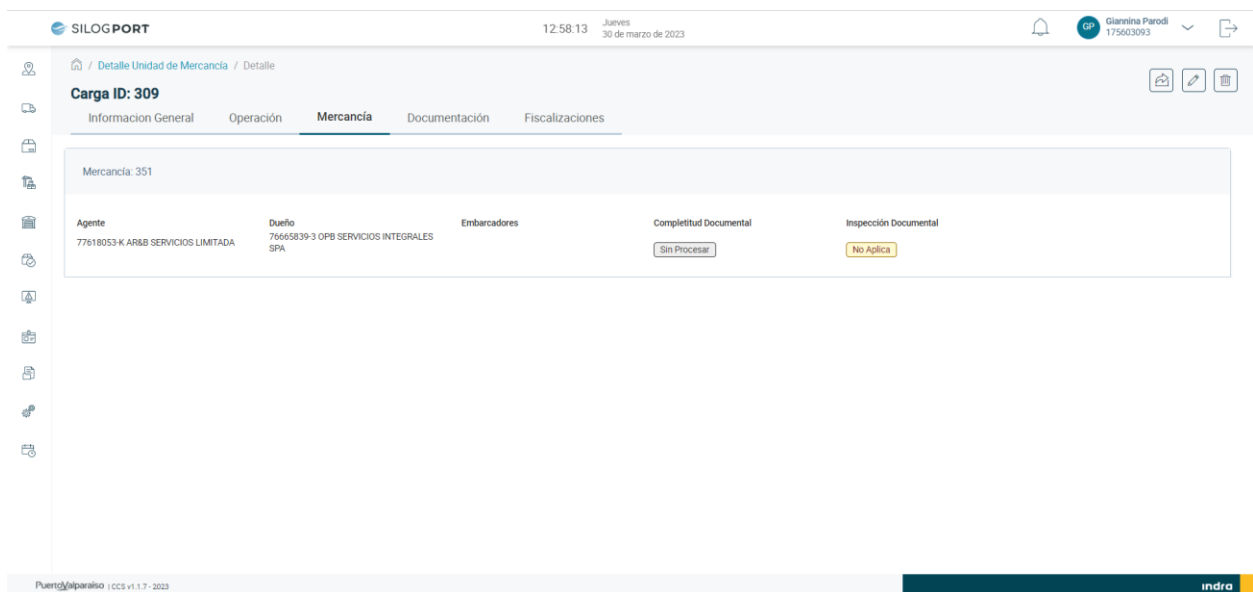 SILOGPORT
12:58:13
Jueves
30 de marzo de 2023
GP
Giannina Parodi
175603093
/ Detalle Unidad de Mercancía / Detalle
Carga ID: 309
Informacion General
Operación
Mercancía
Documentación
Fiscalizaciones
Mercancía: 351
Agente
77618053-K AR&B SERVICIOS LIMITADA
Dueño
76665839-3 OPB SERVICIOS INTEGRALES
SPA
Embarcadores
Completitud Documental
Sin Procesar
Inspección Documental
No Aplica
PuertoValparaíso | CCS v1.1.7 - 2023
indra